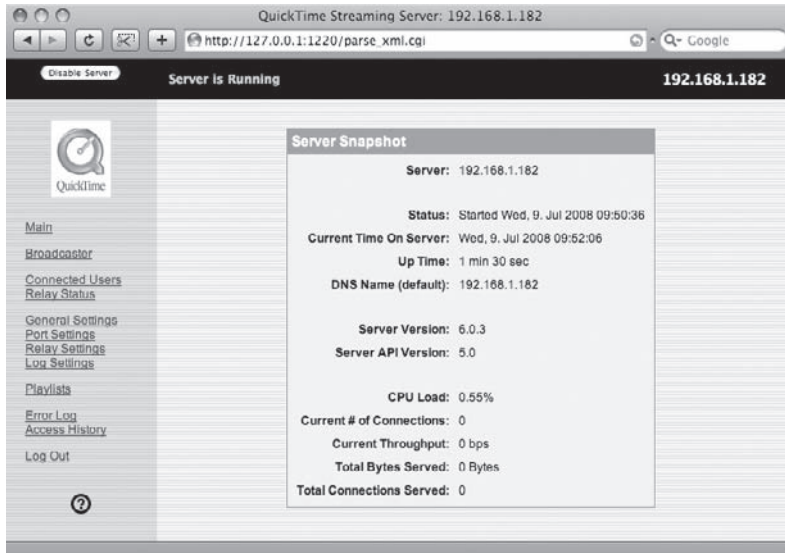 QuickTime Streaming Server: 192.168.1.182
http://127.0.0.1:1220/parse_xml.cgi
Google
Disable Server
Server is Running
192.168.1.182
QuickTime
Main
Broadcaster
Connected Users
Relay Status
General Settings
Port Settings
Relay Settings
Log Settings
Playlists
Error Log
Access History
Log Out
?
Server Snapshot
Server: 192.168.1.182
Status: Started Wed, 9. Jul 2008 09:50:36
Current Time On Server: Wed, 9. Jul 2008 09:52:06
Up Time: 1 min 30 sec
DNS Name (default): 192.168.1.182
Server Version: 6.0.3
Server API Version: 5.0
CPU Load: 0.55%
Current # of Connections: 0
Current Throughput: 0 bps
Total Bytes Served: 0 Bytes
Total Connections Served: 0